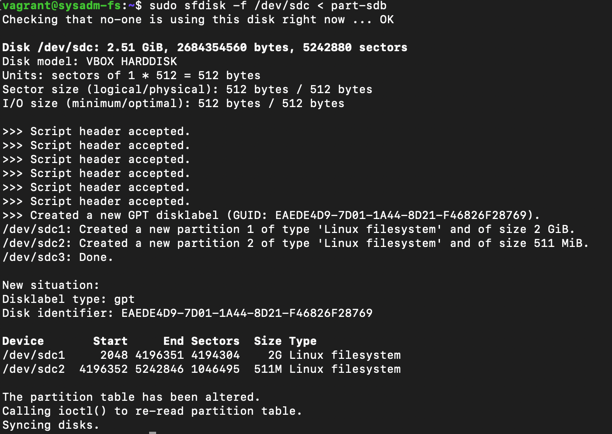 [vagrant@sysadm-fs:~$ sudo sfdisk -f /dev/sdc < part-sdb
Checking that no-one is using this disk right now ... OK
Disk /dev/sdc: 2.51 GiB, 2684354560 bytes, 5242880 sectors
Disk model: VBOX HARDDISK
Units: sectors of 1 * 512 = 512 bytes
Sector size (logical/physical): 512 bytes / 512 bytes
I/O size (minimum/optimal): 512 bytes / 512 bytes
>>> Script header accepted.
>>> Script header accepted.
>>> Script header accepted.
>>> Script header accepted.
>>> Script header accepted.
>>> Script header accepted.
>>> Created a new GPT disklabel (GUID: EAEDE4D9-7D01-1A44-8D21-F46826F28769).
/dev/sdc1: Created a new partition 1 of type 'Linux filesystem' and of size 2 GiB.
/dev/sdc2: Created a new partition 2 of type 'Linux filesystem' and of size 511 MiB.
/dev/sdc3: Done.
New situation:
Disklabel type: gpt
Disk identifier: EAEDE4D9-7D01-1A44-8D21-F46826F28769
Device Start End Sectors Size Type
/dev/sdc1 2048 4196351 4194304 2G Linux filesystem
/dev/sdc2 4196352 5242846 1046495 511M Linux filesystem
The partition table has been altered.
Calling ioctl() to re-read partition table.
Syncing disks.